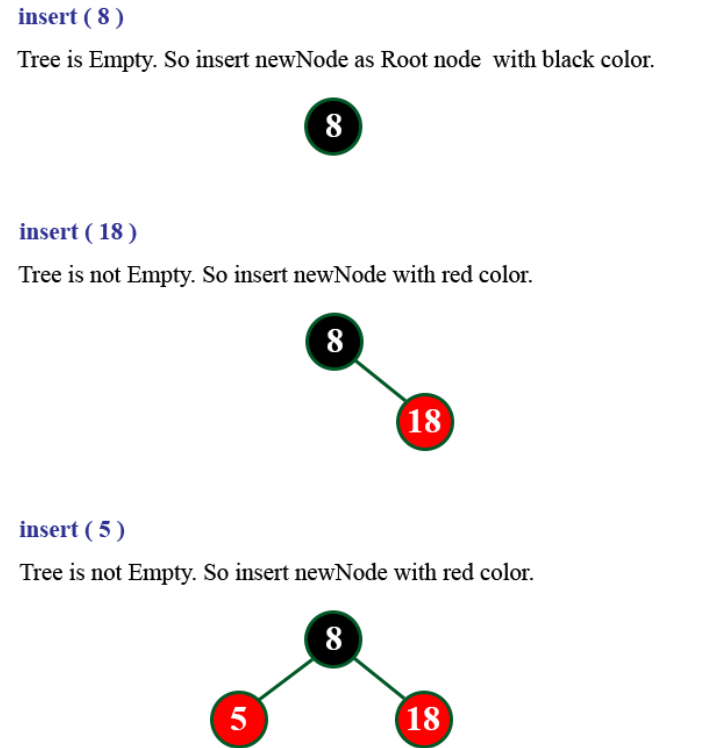 insert ( 8 )
Tree is Empty. So insert newNode as Root node with black color.
8
insert ( 18 )
Tree is not Empty. So insert newNode with red color.
8
18
insert ( 5 )
Tree is not Empty. So insert newNode with red color.
8
5 18